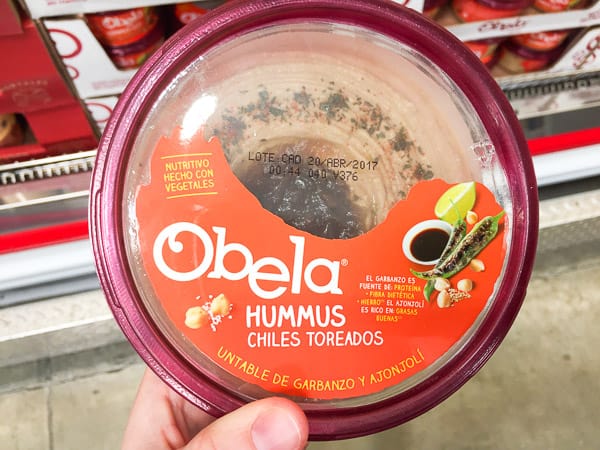 LOTE-CAD 20/ABR/2017
00:44 040 V376
NUTRITIVO
HECHO CON
VEGETALES
Obela®
HUMMUS
CHILES TOREADOS
EL GARBANZO ES
FUENTE DE: PROTEÍNA
• FIBRA DIETÉTICA
• HIERRO EL AJONJOLÍ
ES RICO EN: GRASAS
BUENAS
UNTABLE DE GARBANZO Y AJONJOLÍ